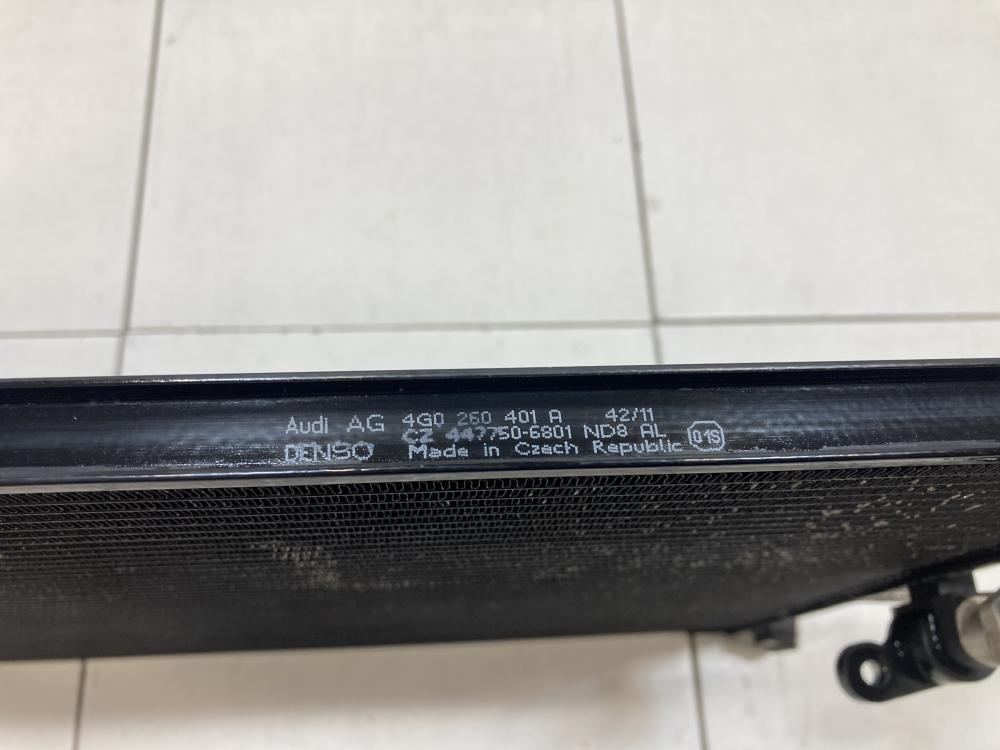 Audi AG 4G0 260 401 A 42/11
CZ 447750-6801 ND8 AL
DENSO Made in Czech Republic 01S